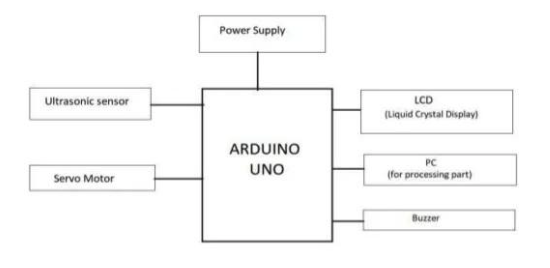 Power Supply
Ultrasonic sensor
LCD
(Liquid Crystal Display)
ARDUINO
UNO
PC
(for processing part)
Servo Motor
Buzzer